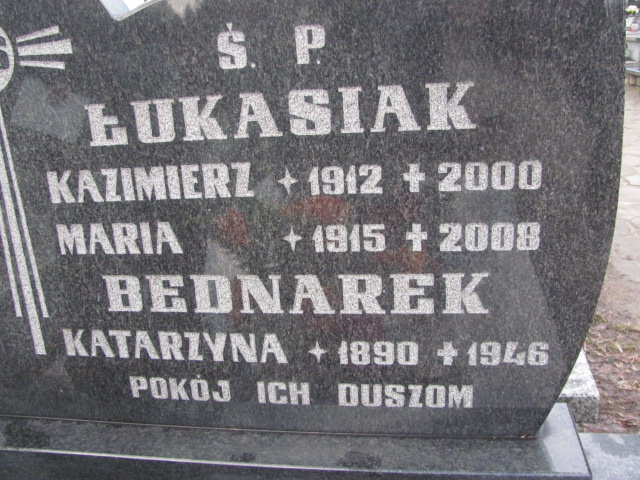 Ś. P.
ŁUKASIAK
KAZIMIERZ ✦ 1912 ✝ 2000
MARIA ✦ 1915 ✝ 2008
BEDNAREK
KATARZYNA ✦ 1890 ✝ 1946
POKÓJ ICH DUSZOM